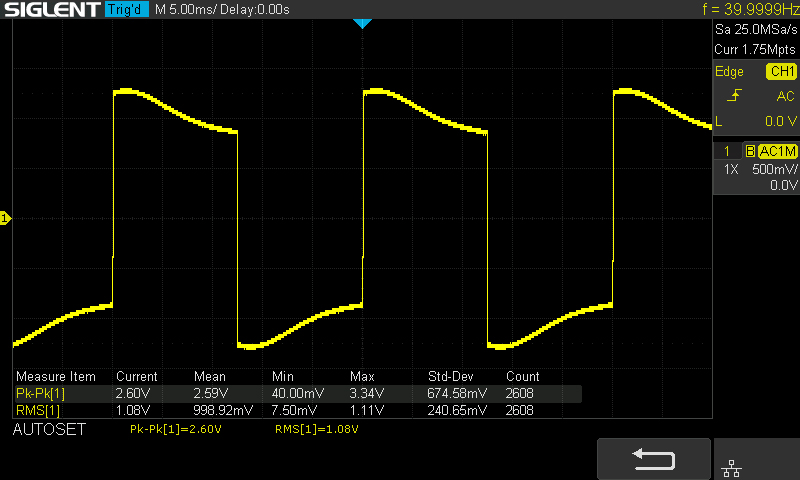 SIGLENT Trig'd M 5.00ms/ Delay:0.00s f = 39.9999Hz
Sa 25.0MSa/s
Curr 1.75Mpts
Edge CH1
AC
L 0.0 V
1 B AC1M
1X 500mV/
0.0V
1
Measure Item Current Mean Min Max Std-Dev Count
Pk-Pk[1] 2.60V 2.59V 40.00mV 3.34V 674.58mV 2608
RMS[1] 1.08V 998.92mV 7.50mV 1.11V 240.65mV 2608
AUTOSET Pk-Pk[1]=2.60V RMS[1]=1.08V